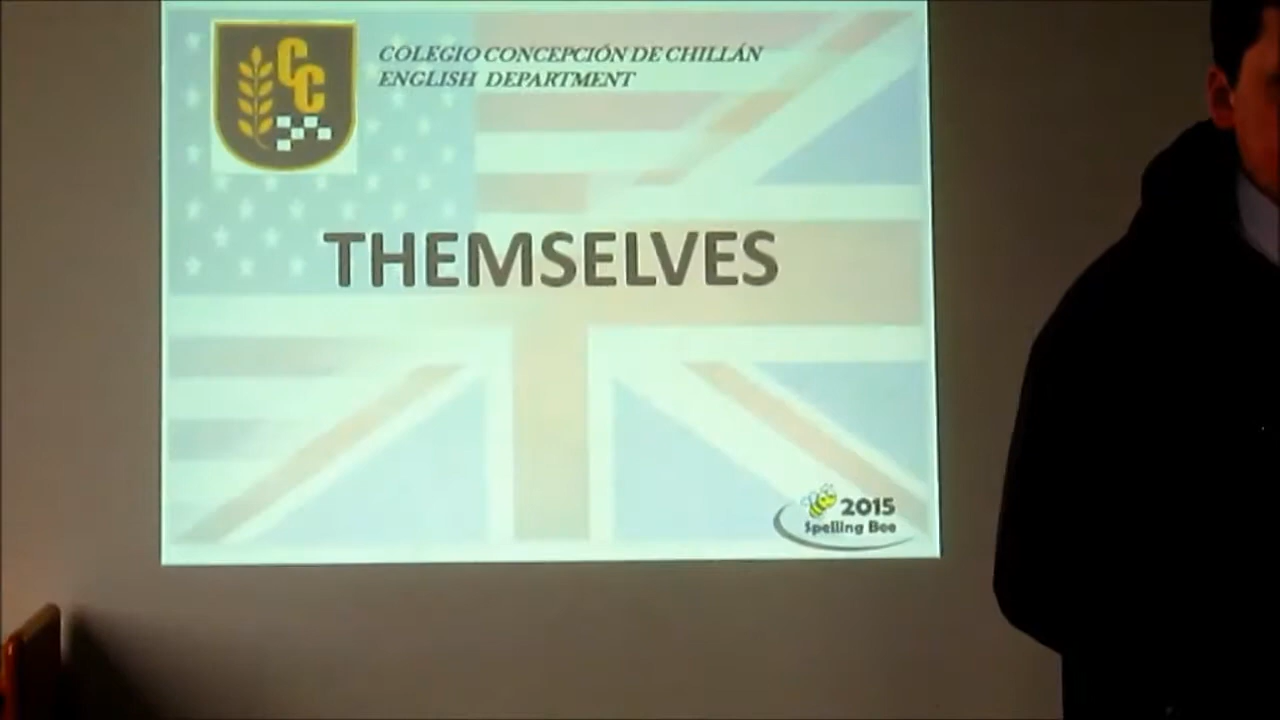 CC
COLEGIO CONCEPCIÓN DE CHILLÁN
ENGLISH DEPARTMENT
THEMSELVES
2015
Spelling Bee